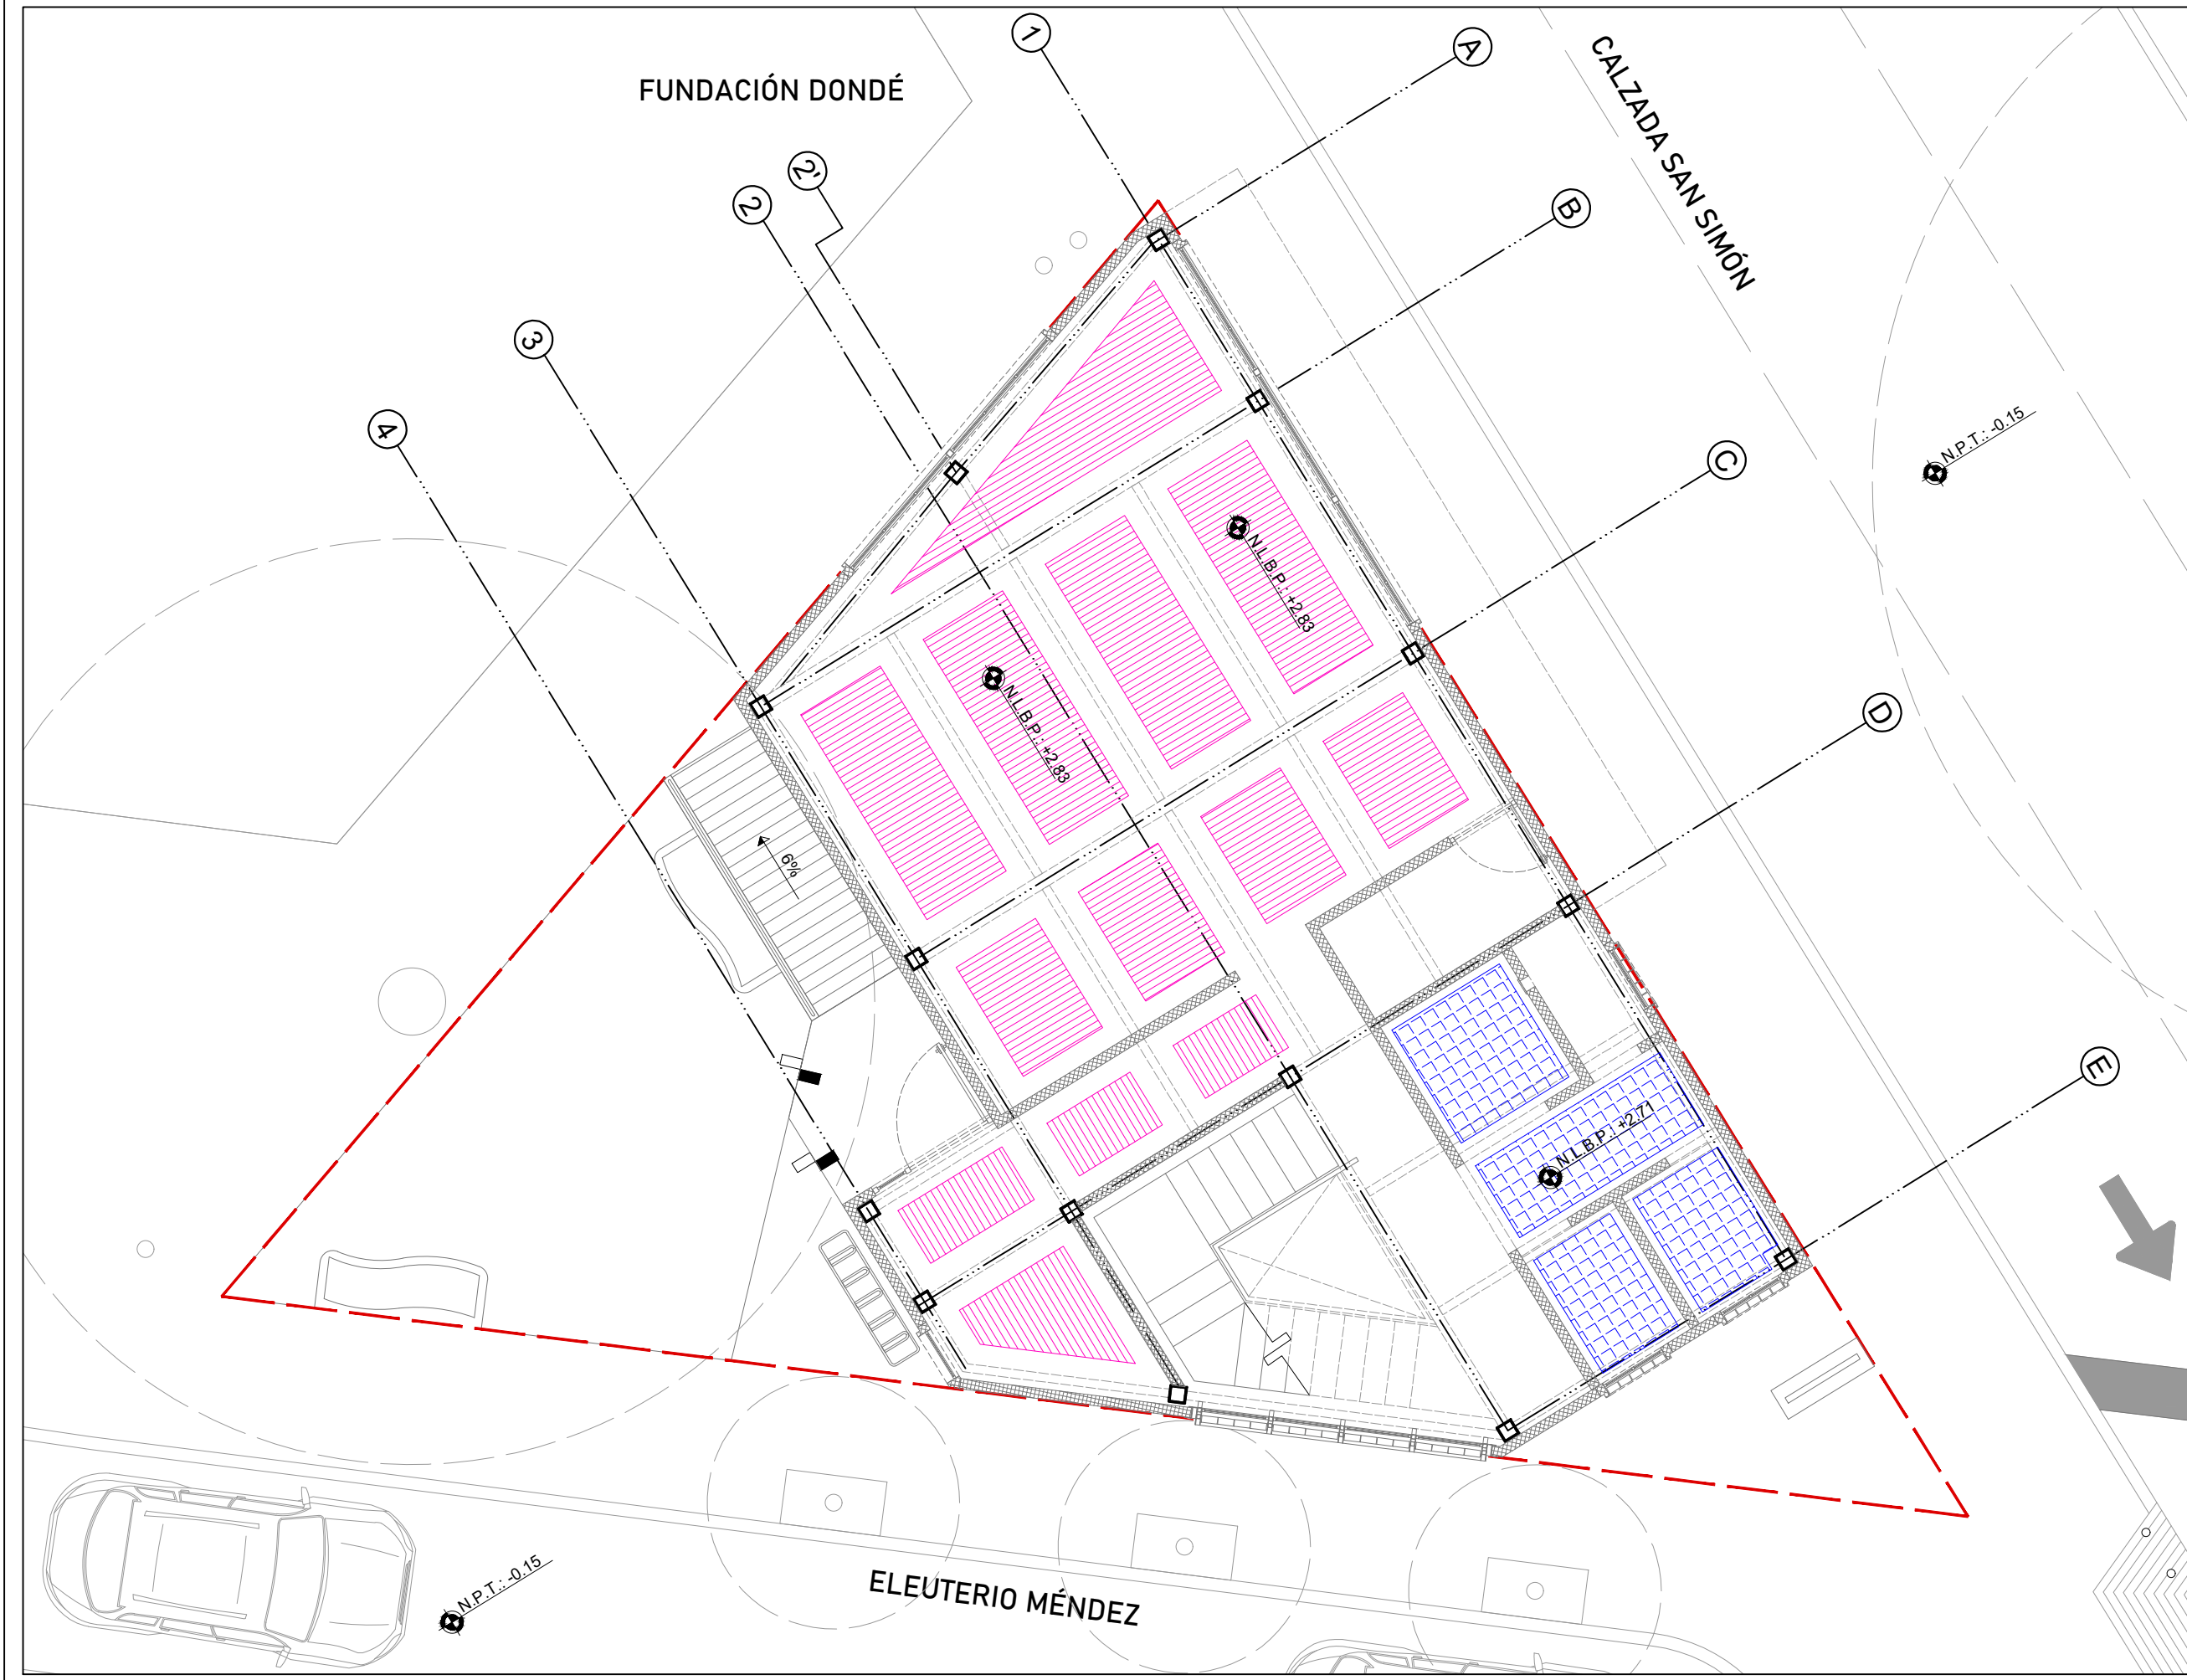 1
A
CALZADA SAN SIMÓN
FUNDACIÓN DONDÉ
2'
2
B
3
4
C
N.P.T.: -0.15
N.L.B.P.: +2.83
N.L.B.P.: +2.83
D
6%
E
N.L.B.P.: +2.71
N.P.T.: -0.15
ELEUTERIO MÉNDEZ